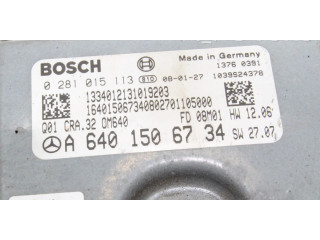 Made in Germany
BOSCH 1376 0391
0 281 015 113 B10 08-01-27 1039S24378
1334012131019203
164015067340802701105000
Q01 CRA.32 OM640 FD 08M01 HW 12.06
A 640 150 67 34 SW 27.07